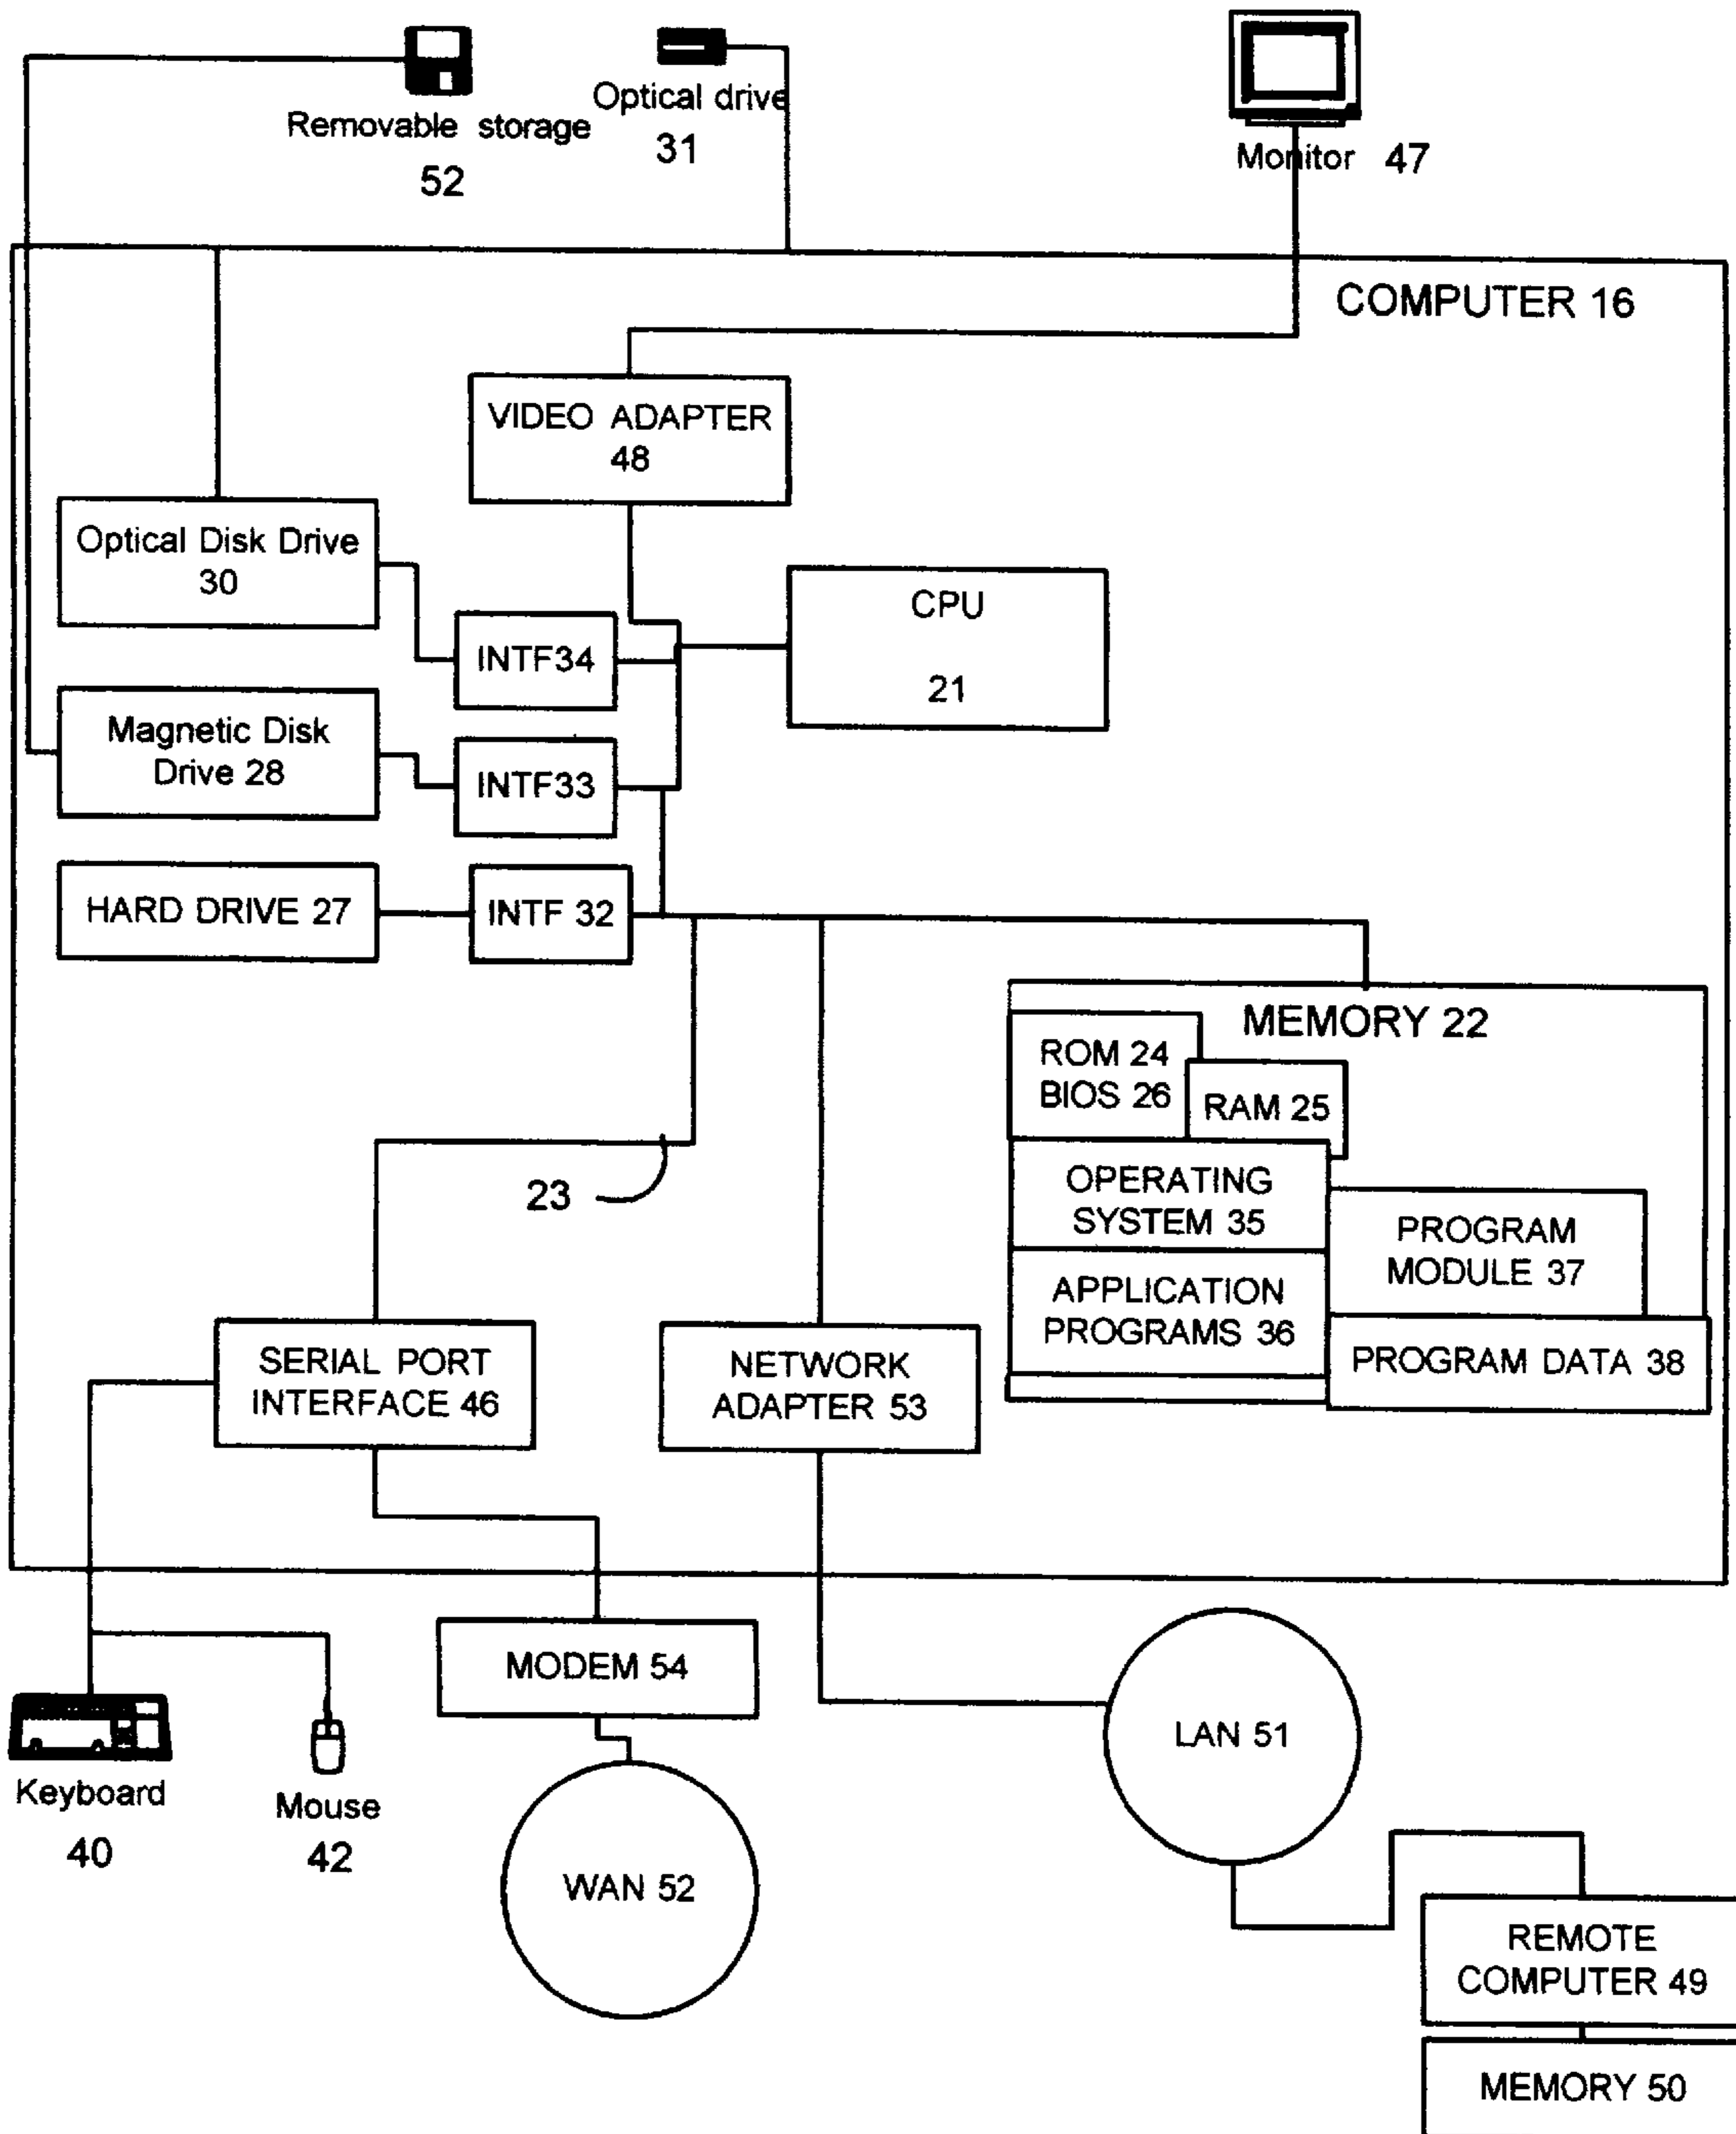 Removable storage
52
Optical drive
31
Monitor 47
COMPUTER 16
VIDEO ADAPTER
48
Optical Disk Drive
30
CPU
21
INTF34
Magnetic Disk
Drive 28
INTF33
HARD DRIVE 27
INTF 32
MEMORY 22
ROM 24
BIOS 26
RAM 25
23
OPERATING
SYSTEM 35
PROGRAM
MODULE 37
APPLICATION
PROGRAMS 36
PROGRAM DATA 38
SERIAL PORT
INTERFACE 46
NETWORK
ADAPTER 53
MODEM 54
LAN 51
Keyboard
40
Mouse
42
WAN 52
REMOTE
COMPUTER 49
MEMORY 50